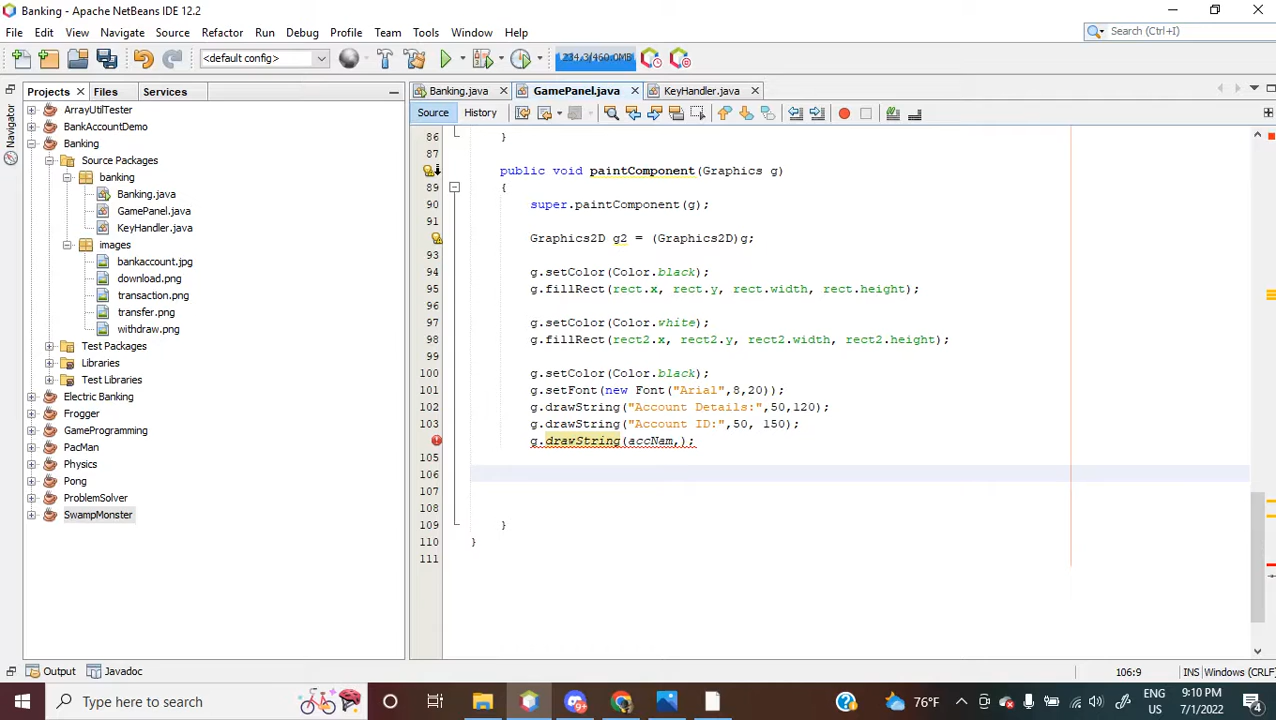 Banking - Apache NetBeans IDE 12.2
File Edit View Navigate Source Refactor Run Debug Profile Team Tools Window Help
Search (Ctrl+I)
<default config>
234.3/460.0MB
Projects Files Services
Banking.java GamePanel.java KeyHandler.java
Navigator
Source History
ArrayUtilTester
BankAccountDemo
Banking
Source Packages
banking
Banking.java
GamePanel.java
KeyHandler.java
images
bankaccount.jpg
download.png
transaction.png
transfer.png
withdraw.png
Test Packages
Libraries
Test Libraries
Electric Banking
Frogger
GameProgramming
PacMan
Physics
Pong
ProblemSolver
SwampMonster
86 }
87
public void paintComponent(Graphics g)
89 {
90 super.paintComponent(g);
91
Graphics2D g2 = (Graphics2D)g;
93
94 g.setColor(Color.black);
95 g.fillRect(rect.x, rect.y, rect.width, rect.height);
96
97 g.setColor(Color.white);
98 g.fillRect(rect2.x, rect2.y, rect2.width, rect2.height);
99
100 g.setColor(Color.black);
101 g.setFont(new Font("Arial",8,20));
102 g.drawString("Account Details:",50,120);
103 g.drawString("Account ID:",50, 150);
g.drawString(accNam,);
105
106
107
108
109 }
110 }
111
Output Javadoc
106:9 INS Windows (CRLF
Type here to search
9+
76°F
ENG
US
9:10 PM
7/1/2022
4